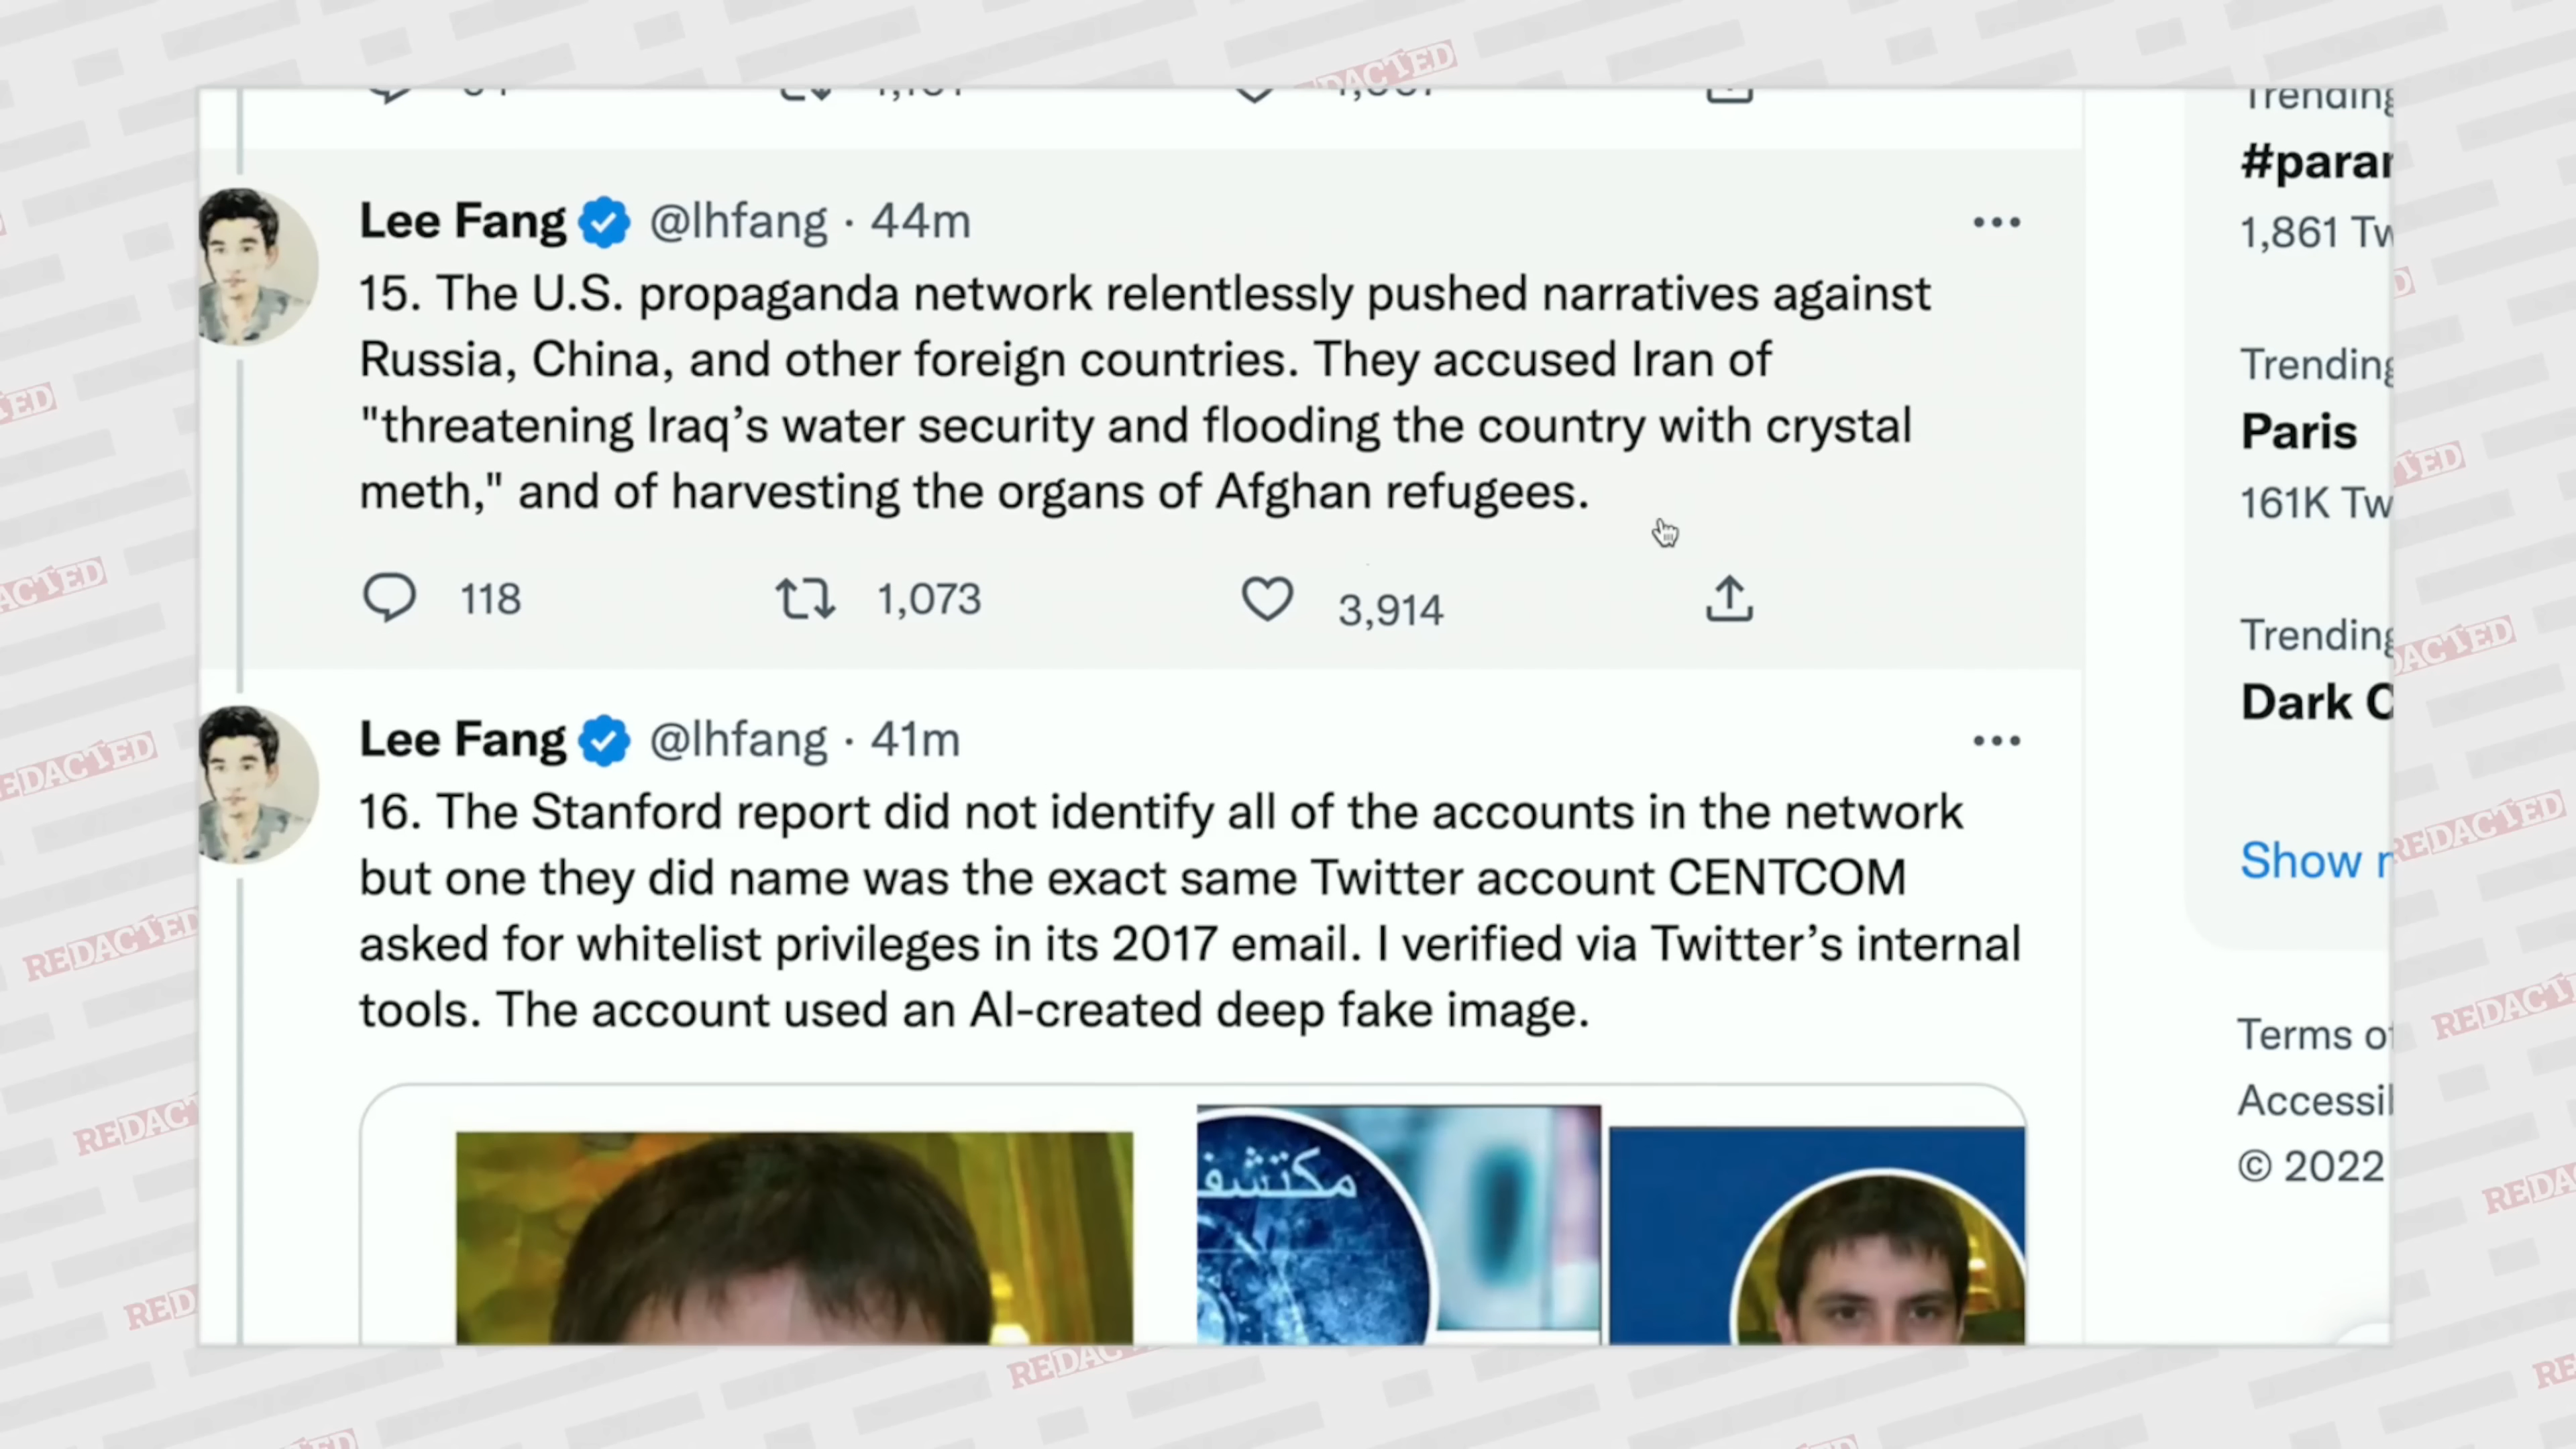 Lee Fang @lhfang · 44m
15. The U.S. propaganda network relentlessly pushed narratives against
Russia, China, and other foreign countries. They accused Iran of
"threatening Iraq’s water security and flooding the country with crystal
meth," and of harvesting the organs of Afghan refugees.
118 1,073 3,914
Lee Fang @lhfang · 41m
16. The Stanford report did not identify all of the accounts in the network
but one they did name was the exact same Twitter account CENTCOM
asked for whitelist privileges in its 2017 email. I verified via Twitter’s internal
tools. The account used an AI-created deep fake image.
Trending
1,861
Trending
Paris
161K
Trending
Dark
Show
Terms
© 2022
REDACTED
REDACTED
REDACTED
REDACTED